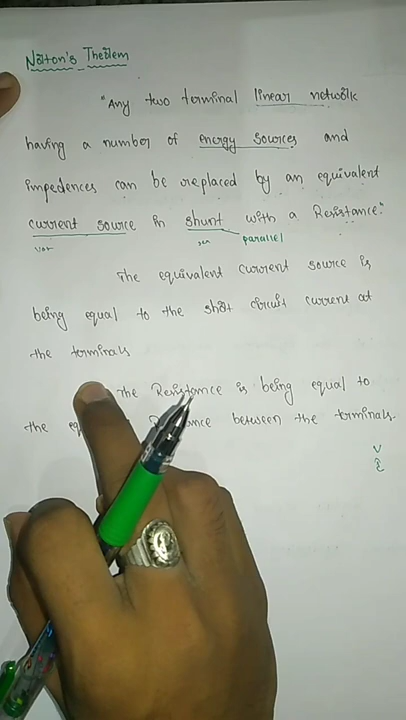 Norton's Theorem
"Any two terminal linear network
having a number of energy sources and
impedences can be replaced by an equivalent
current source in shunt with a Resistance."
parallel
The equivalent current source is
being equal to the short circuit current at
the terminals
the Resistance is being equal to
the between the terminals.